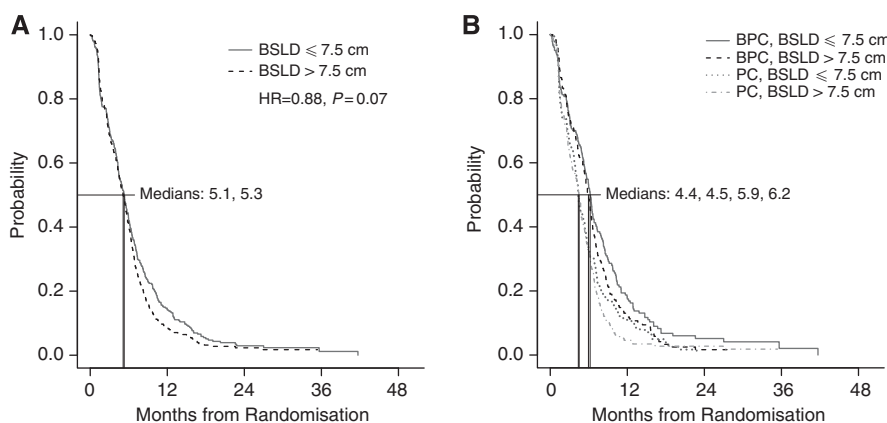 A
BSLD ⩽ 7.5 cm
BSLD > 7.5 cm
HR=0.88, P=0.07
1.0
0.8
0.6
0.4
0.2
0.0
Probability
Medians: 5.1, 5.3
0 12 24 36 48
Months from Randomisation
B
BPC, BSLD ⩽ 7.5 cm
BPC, BSLD > 7.5 cm
PC, BSLD ⩽ 7.5 cm
PC, BSLD > 7.5 cm
1.0
0.8
0.6
0.4
0.2
0.0
Probability
Medians: 4.4, 4.5, 5.9, 6.2
0 12 24 36 48
Months from Randomisation